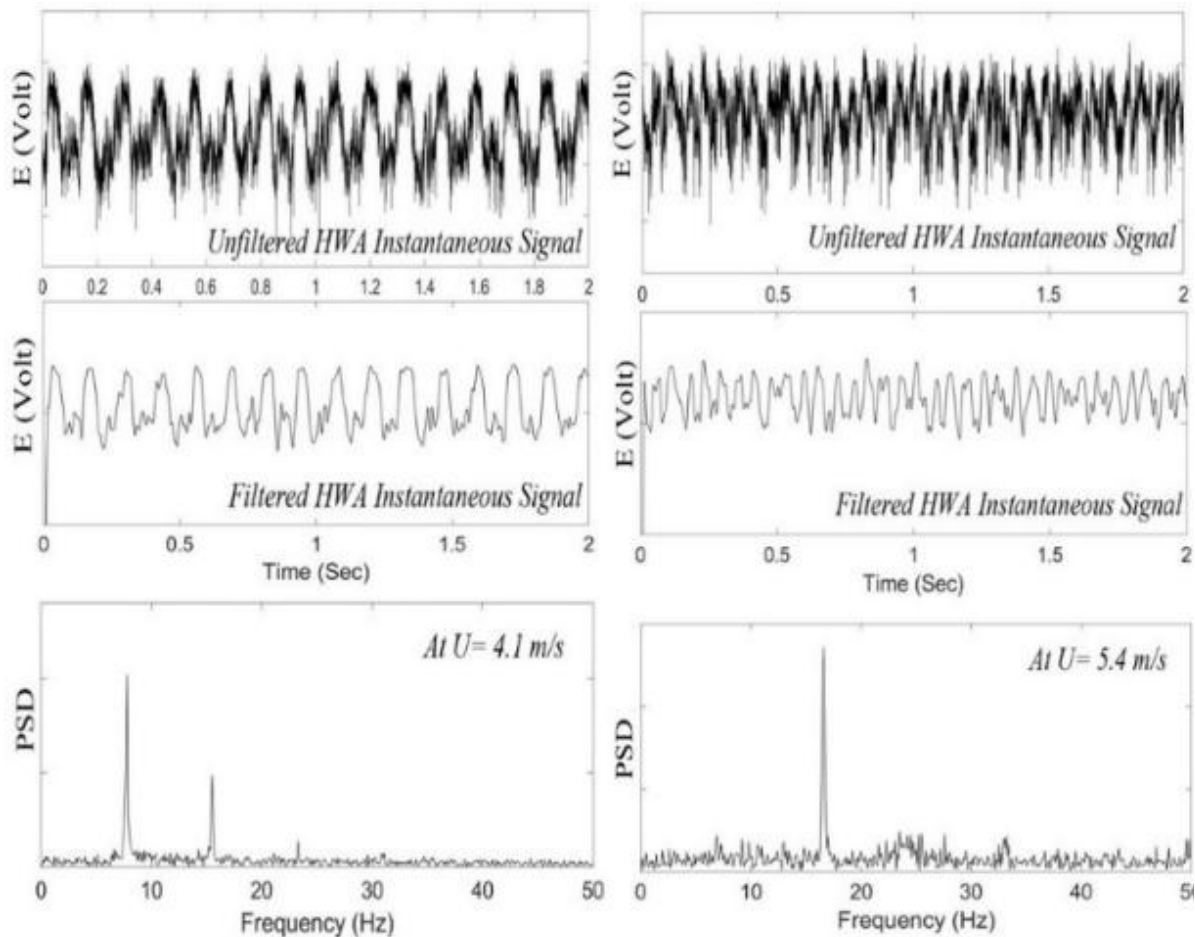 E (Volt)
Unfiltered HWA Instantaneous Signal
0 0.2 0.4 0.6 0.8 1 1.2 1.4 1.6 1.8 2
E (Volt)
Filtered HWA Instantaneous Signal
0 0.5 1 1.5 2
Time (Sec)
PSD
At U= 4.1 m/s
0 10 20 30 40 50
Frequency (Hz)
E (Volt)
Unfiltered HWA Instantaneous Signal
0 0.5 1 1.5 2
E (Volt)
Filtered HWA Instantaneous Signal
0 0.5 1 1.5 2
Time (Sec)
PSD
At U= 5.4 m/s
0 10 20 30 40 50
Frequency (Hz)